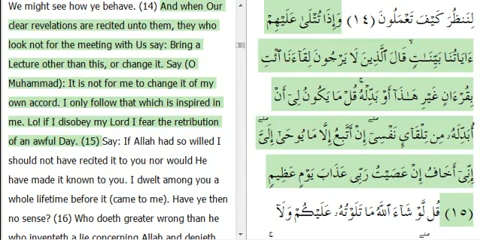 We might see how ye behave. (14) And when Our
clear revelations are recited unto them, they who
look not for the meeting with Us say: Bring a
Lecture other than this, or change it. Say (O
Muhammad): It is not for me to change it of my
own accord. I only follow that which is inspired in
me. Lo! if I disobey my Lord I fear the retribution
of an awful Day. (15) Say: If Allah had so willed I
should not have recited it to you nor would He
have made it known to you. I dwelt among you a
whole lifetime before it (came to me). Have ye then
no sense? (16) Who doeth greater wrong than he
who inventeth a lie concerning Allah and denieth
لِنَنظُرَ كَيْفَ تَعْمَلُونَ (١٤) وَإِذَا تُتْلَىٰ عَلَيْهِمْ
ءَايَاتُنَا بَيِّنَـٰتٍۙ قَالَ ٱلَّذِينَ لَا يَرْجُونَ لِقَآءَنَا ٱئْتِ
بِقُرْءَانٍ غَيْرِ هَـٰذَآ أَوْ بَدِّلْهُۚ قُلْ مَا يَكُونُ لِىٓ أَنْ
أُبَدِّلَهُۥ مِن تِلْقَآئِ نَفْسِىٓۖ إِنْ أَتَّبِعُ إِلَّا مَا يُوحَىٰٓ إِلَىَّۖ
إِنِّىٓ أَخَافُ إِنْ عَصَيْتُ رَبِّى عَذَابَ يَوْمٍ عَظِيمٍ
(١٥) قُل لَّوْ شَآءَ ٱللَّهُ مَا تَلَوْتُهُۥ عَلَيْكُمْ وَلَآ